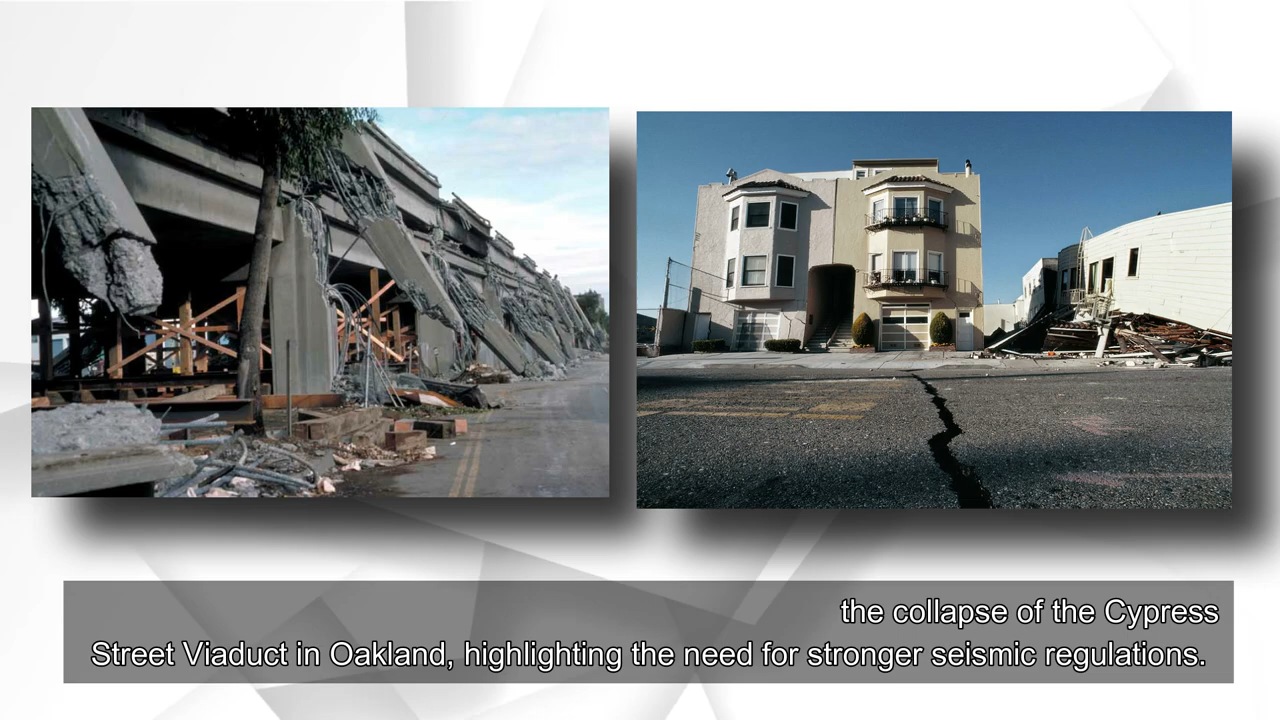 the collapse of the Cypress
Street Viaduct in Oakland, highlighting the need for stronger seismic regulations.